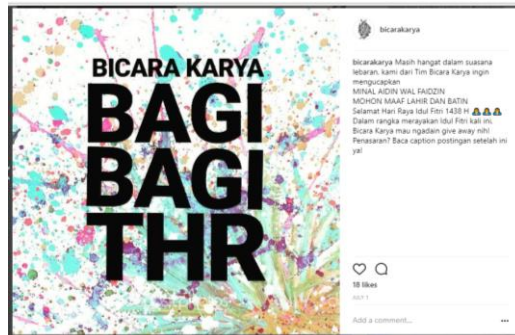 BICARA KARYA
BAGI
BAGI
THR
bicarakarya
bicarakarya Masih hangat dalam suasana
lebaran, kami dari Tim Bicara Karya ingin
mengucapkan
MINAL AIDIN WAL FAIDZIN
MOHON MAAF LAHIR DAN BATIN
Selamat Hari Raya Idul Fitri 1438 H
Dalam rangka merayakan Idul Fitri kali ini,
Bicara Karya mau ngadain give away nih!
Penasaran? Baca caption postingan setelah ini
ya!
18 likes
JULY 1
Add a comment...